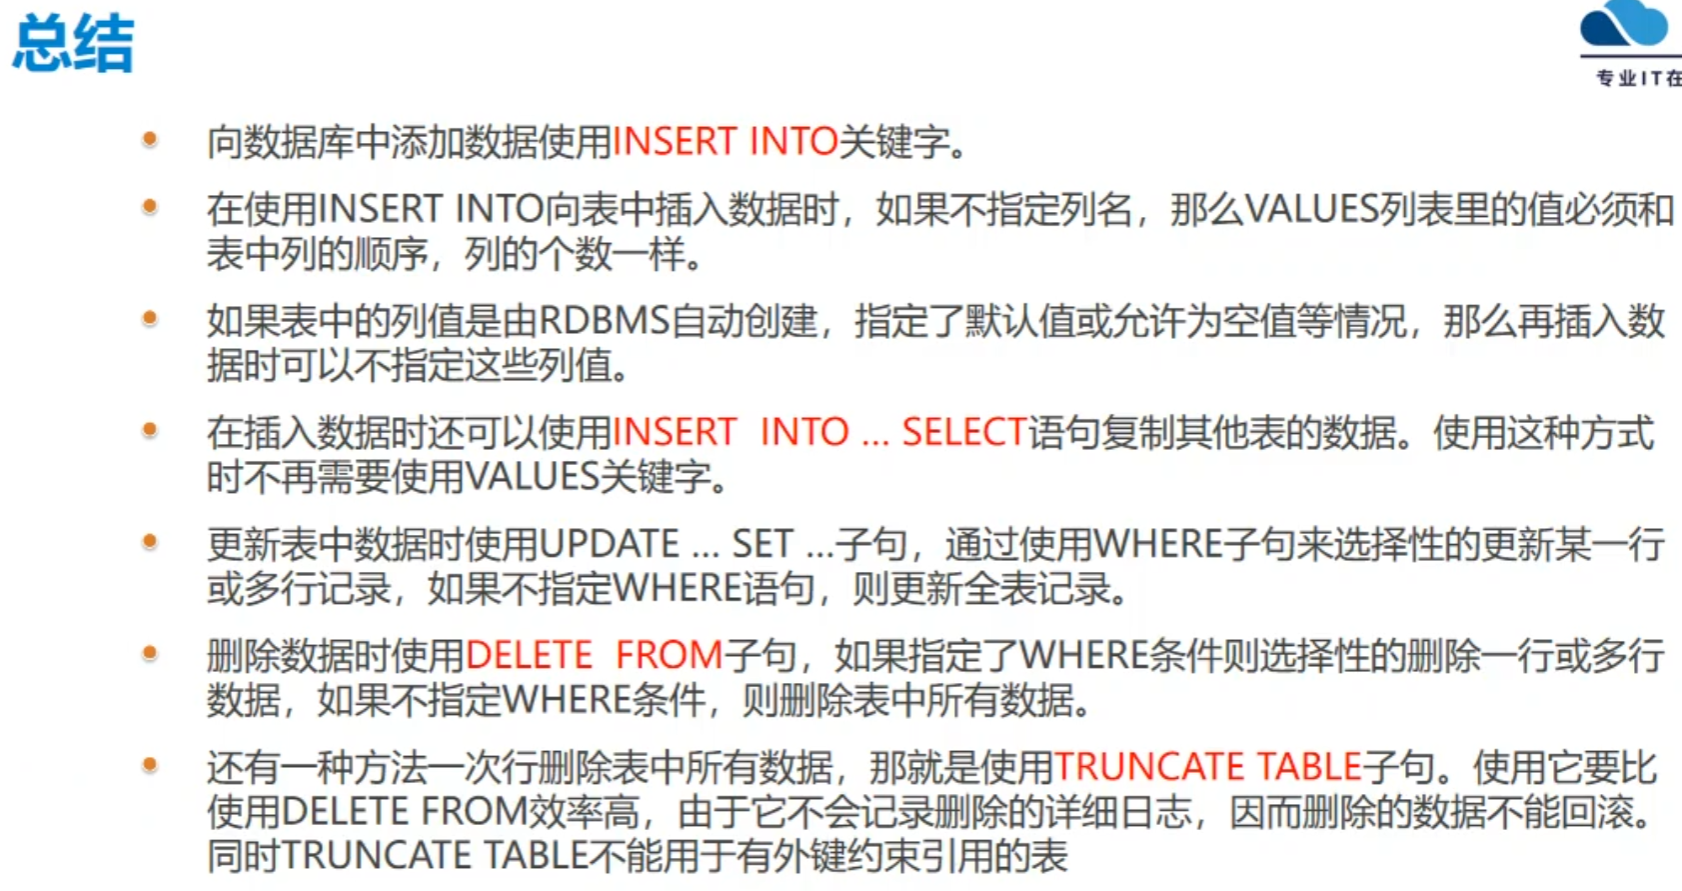 总结
专业IT在
向数据库中添加数据使用INSERT INTO关键字。
在使用INSERT INTO向表中插入数据时，如果不指定列名，那么VALUES列表里的值必须和
表中列的顺序，列的个数一样。
如果表中的列值是由RDBMS自动创建，指定了默认值或允许为空值等情况，那么再插入数
据时可以不指定这些列值。
在插入数据时还可以使用INSERT  INTO ... SELECT语句复制其他表的数据。使用这种方式
时不再需要使用VALUES关键字。
更新表中数据时使用UPDATE ... SET ...子句，通过使用WHERE子句来选择性的更新某一行
或多行记录，如果不指定WHERE语句，则更新全表记录。
删除数据时使用DELETE  FROM子句，如果指定了WHERE条件则选择性的删除一行或多行
数据，如果不指定WHERE条件，则删除表中所有数据。
还有一种方法一次行删除表中所有数据，那就是使用TRUNCATE TABLE子句。使用它要比
使用DELETE FROM效率高，由于它不会记录删除的详细日志，因而删除的数据不能回滚。
同时TRUNCATE TABLE不能用于有外键约束引用的表